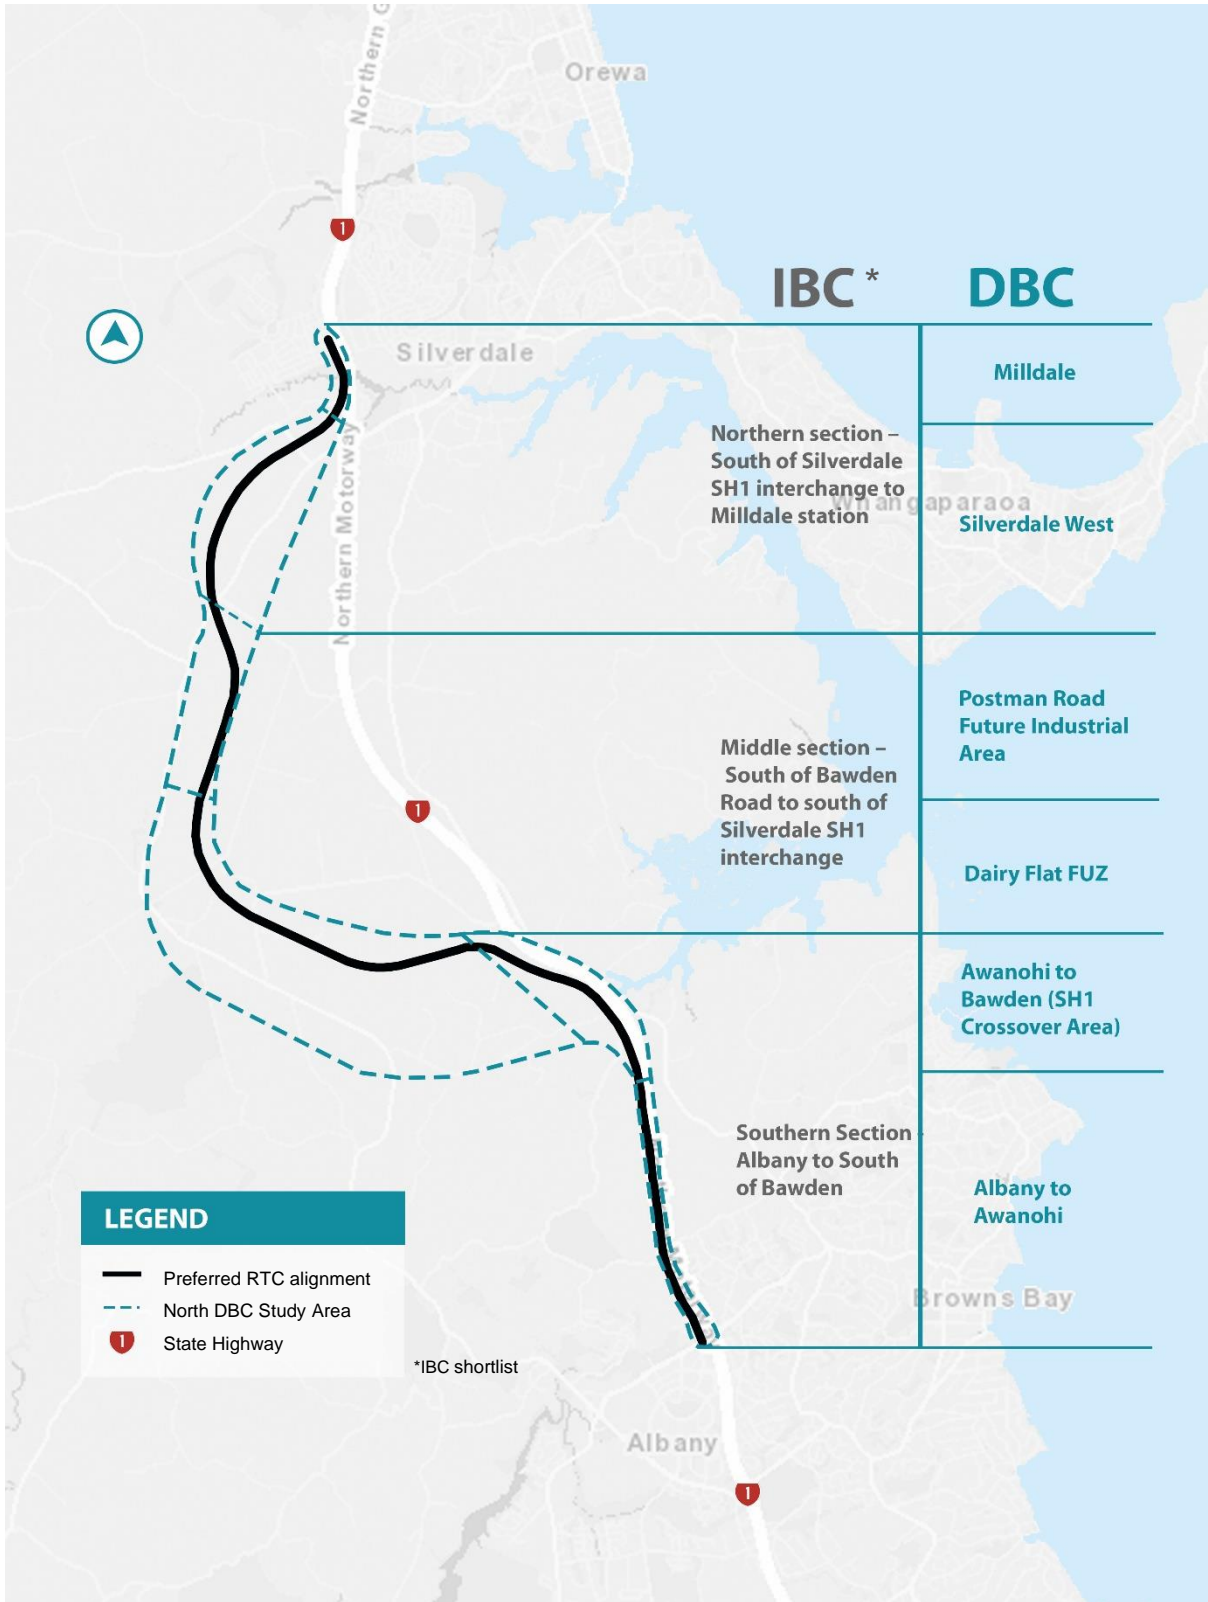 Northern G
Orewa
1
IBC *
DBC
Silverdale
Milldale
Northern section –
South of Silverdale
SH1 interchange to
Milldale station
Whangaparaoa
Silverdale West
Northern Motorway
Postman Road
Future Industrial
Area
Middle section –
South of Bawden
Road to south of
Silverdale SH1
interchange
1
Dairy Flat FUZ
Awanohi to
Bawden (SH1
Crossover Area)
Southern Section -
Albany to South
of Bawden
Albany to
Awanohi
LEGEND
Preferred RTC alignment
North DBC Study Area
1
State Highway
*IBC shortlist
Browns Bay
Albany
1